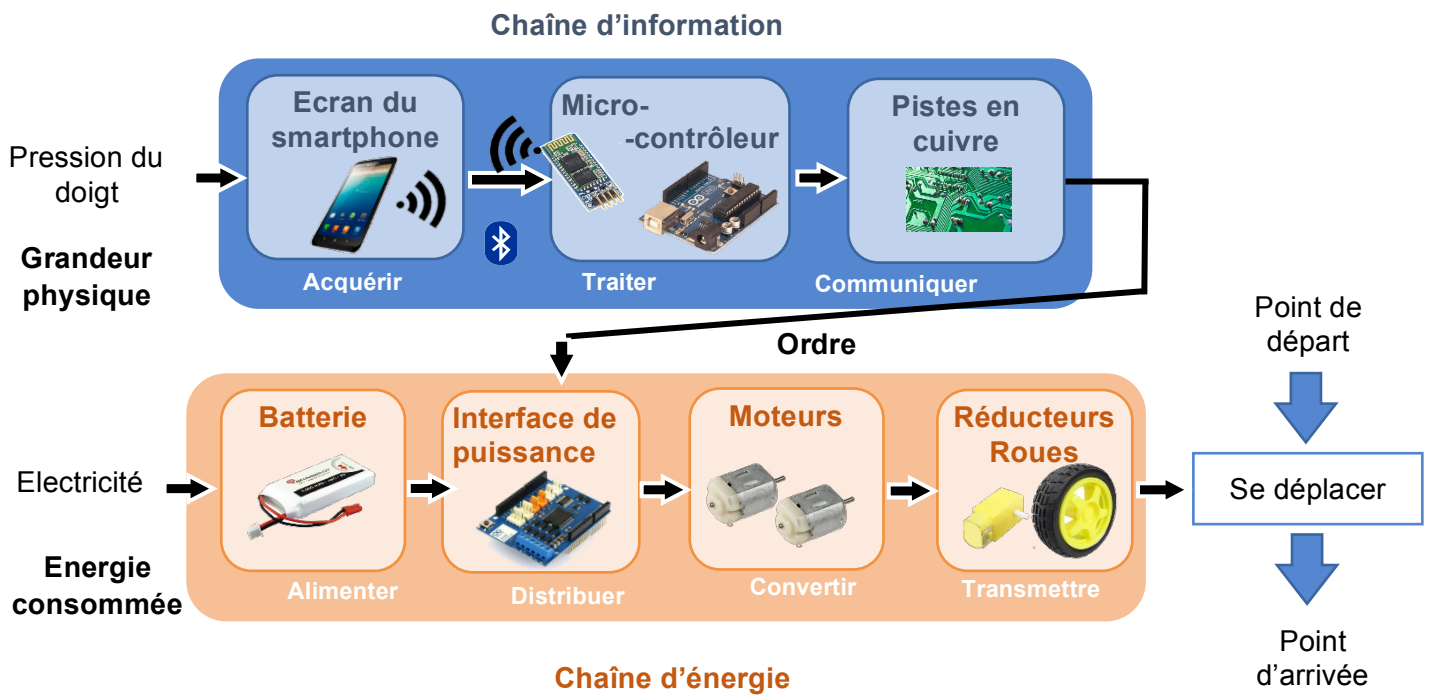 Chaîne d’information
Ecran du
smartphone
Micro-
-contrôleur
Pistes en
cuivre
Pression du
doigt
Grandeur
physique
Acquérir
Traiter
Communiquer
Ordre
Point de
départ
Batterie
Interface de
puissance
Moteurs
Réducteurs
Roues
Electricité
Se déplacer
Energie
consommée
Alimenter
Distribuer
Convertir
Transmettre
Point
d’arrivée
Chaîne d’énergie